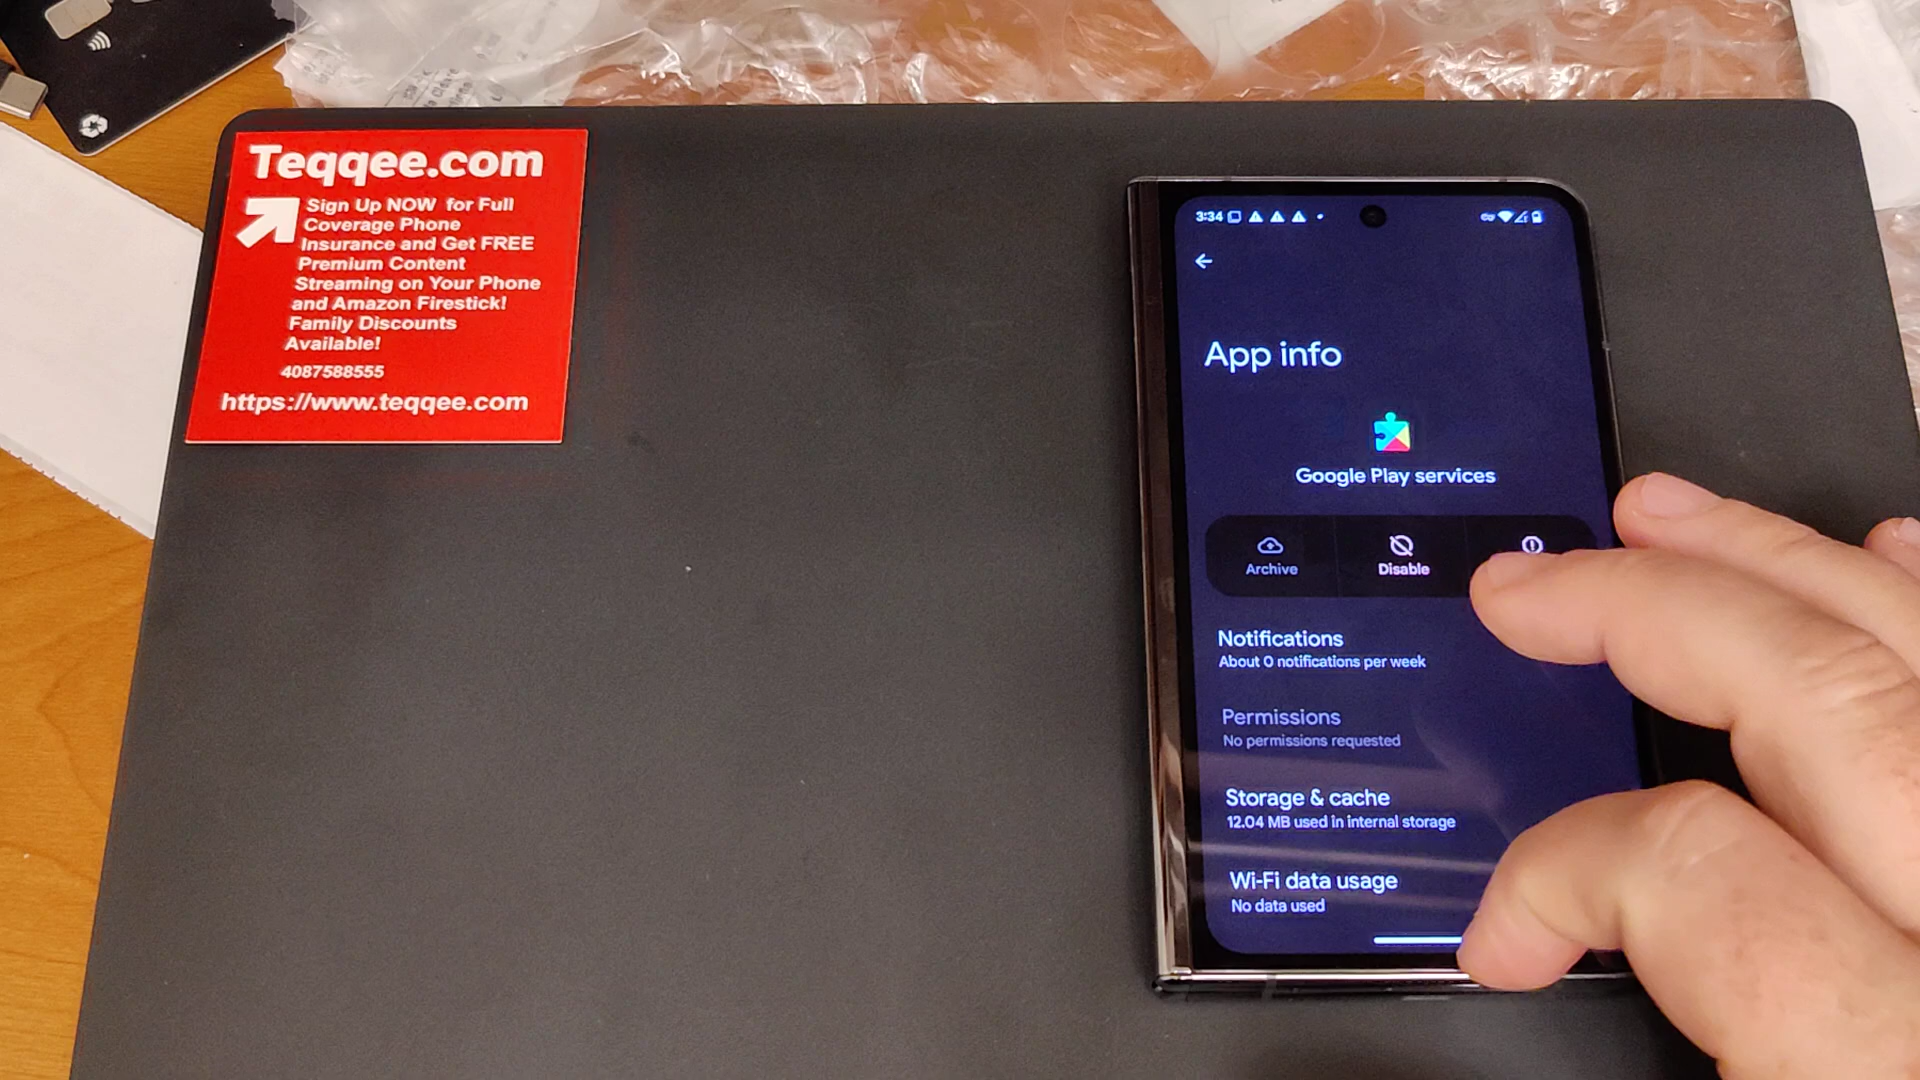 Teqqee.com
Sign Up NOW for Full
Coverage Phone
Insurance and Get FREE
Premium Content
Streaming on Your Phone
and Amazon Firestick!
Family Discounts
Available!
4087588555
https://www.teqqee.com
3:34
App info
Google Play services
Archive
Disable
Notifications
About 0 notifications per week
Permissions
No permissions requested
Storage & cache
12.04 MB used in internal storage
Wi-Fi data usage
No data used